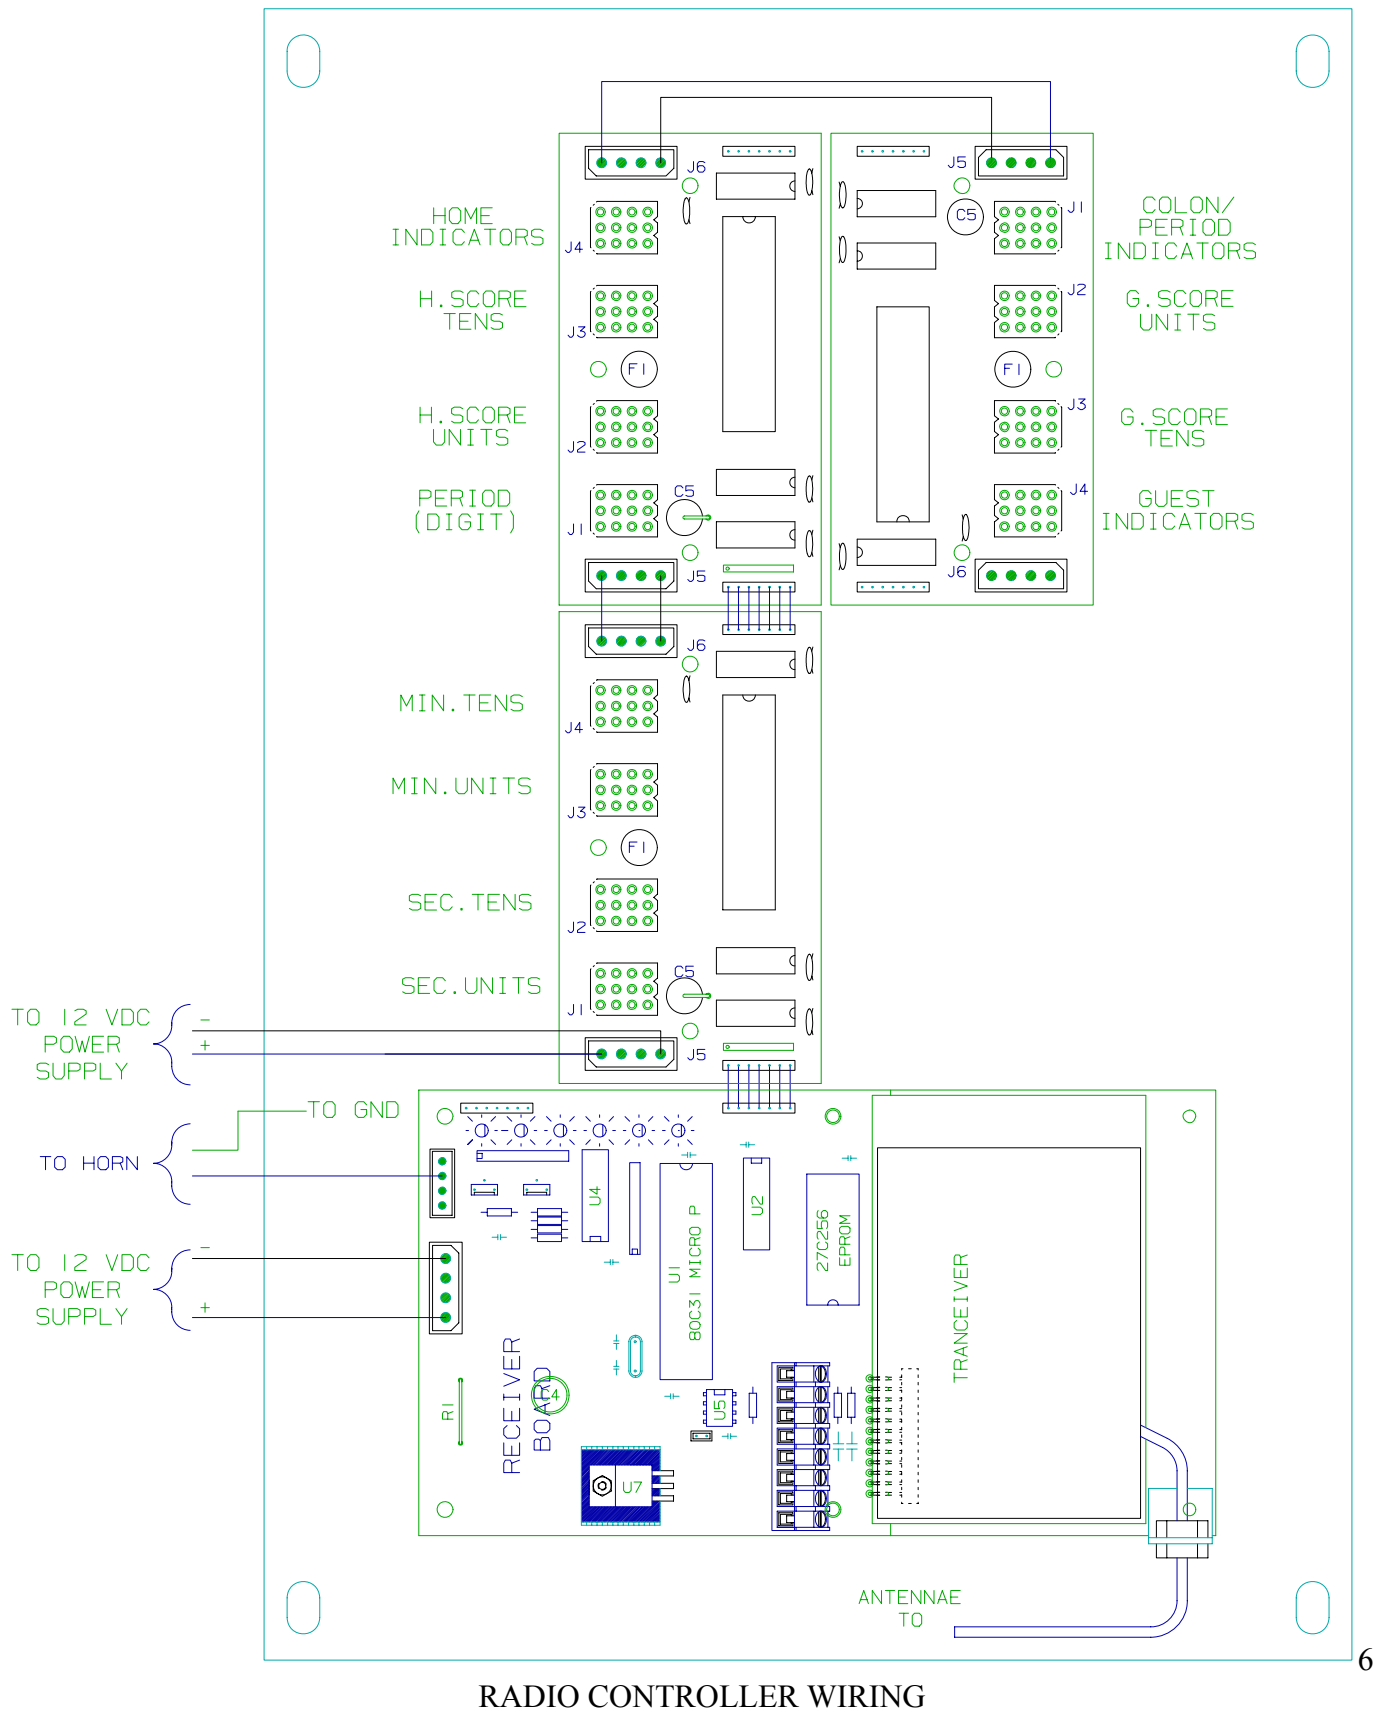 J6
J5
HOME
INDICATORS
J4
C5
J1
COLON/
PERIOD
INDICATORS
H.SCORE
TENS
J3
J2
G.SCORE
UNITS
F1
F1
H.SCORE
UNITS
J2
J3
G.SCORE
TENS
PERIOD
(DIGIT)
J1
C5
J4
GUEST
INDICATORS
J5
J6
J6
MIN.TENS
J4
MIN.UNITS
J3
F1
SEC.TENS
J2
SEC.UNITS
J1
C5
J5
TO 12 VDC
POWER
SUPPLY
-
+
TO GND
TO HORN
TO 12 VDC
POWER
SUPPLY
-
+
U4
U1
80C31 MICRO P
U2
27C256
EPROM
TRANCEIVER
R1
RECEIVER
BOARD
C4
U5
U7
ANTENNAE
TO
6
RADIO CONTROLLER WIRING